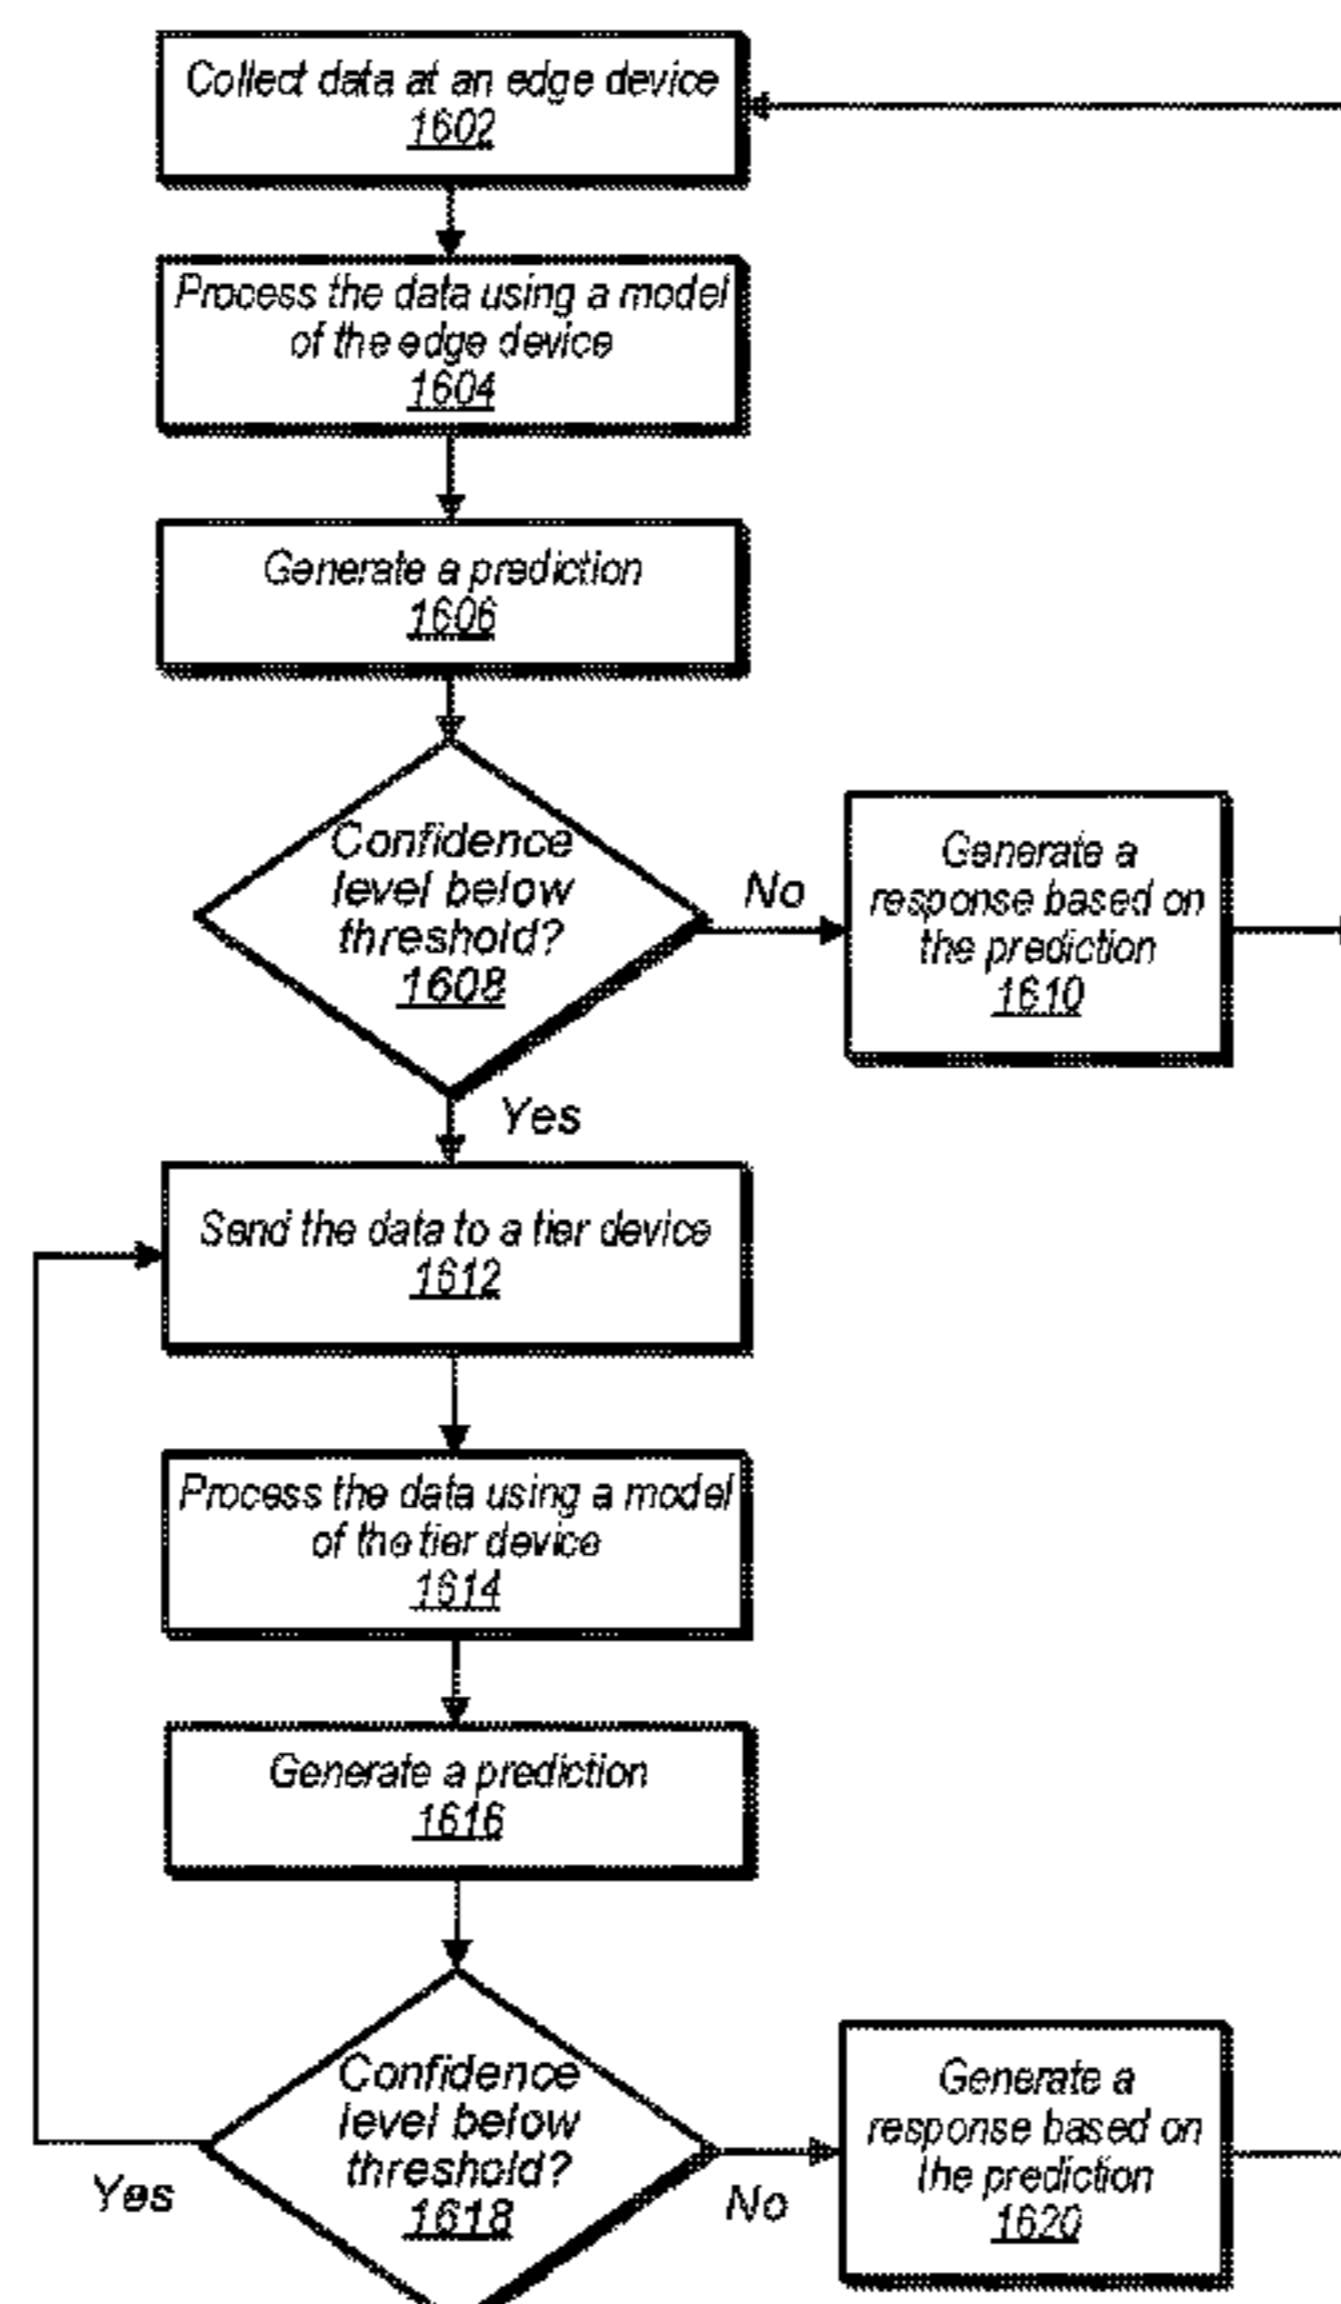 Collect data at an edge device
1602
Process the data using a model
of the edge device
1604
Generate a prediction
1606
Confidence
level below
threshold?
1608
No
Generate a
response based on
the prediction
1610
Yes
Send the data to a tier device
1612
Process the data using a model
of the tier device
1614
Generate a prediction
1616
Confidence
level below
threshold?
1618
Yes
No
Generate a
response based on
the prediction
1620